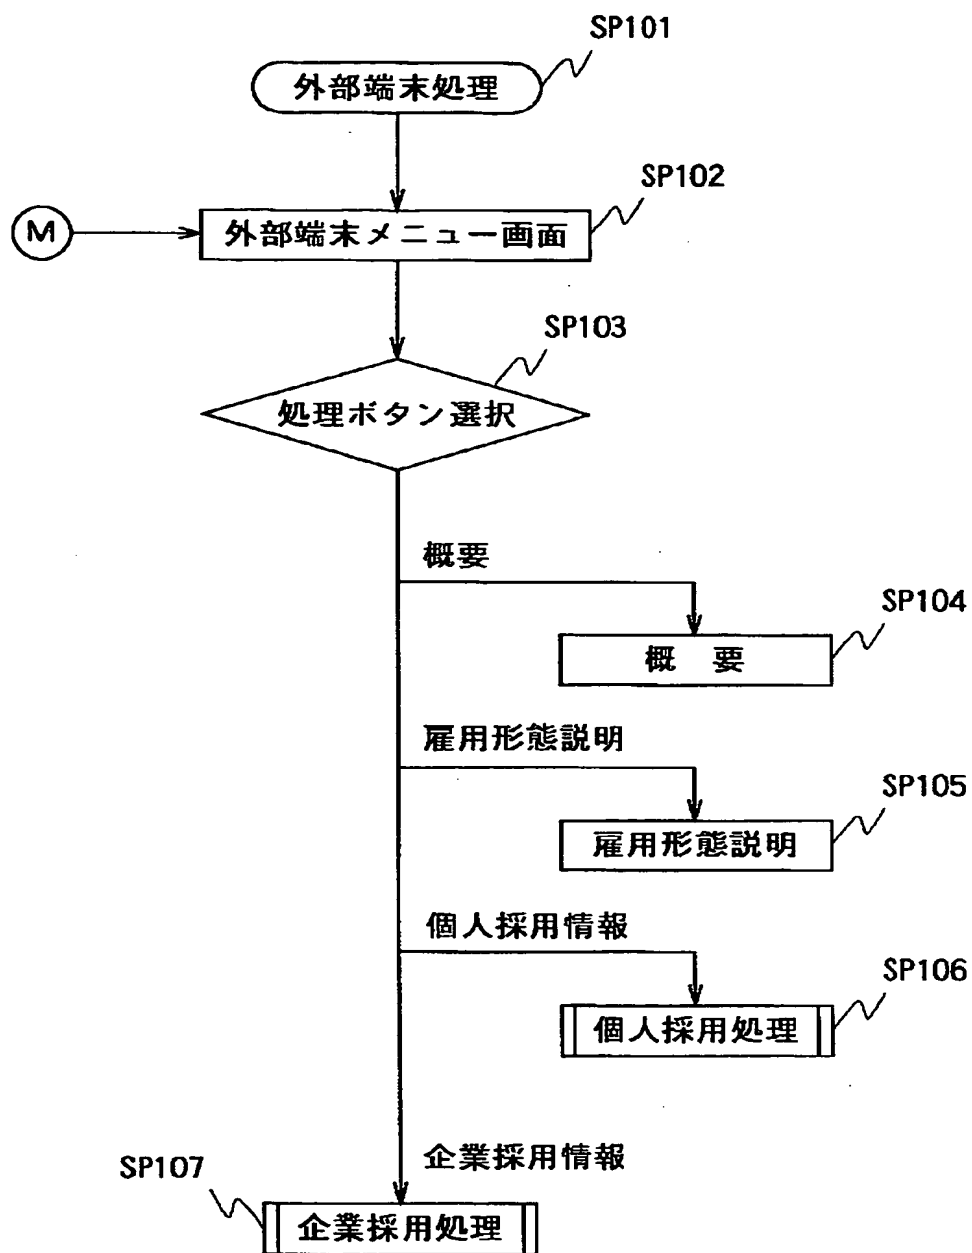 SP101
外部端末処理
SP102
M
外部端末メニュー画面
SP103
処理ボタン選択
概要
SP104
概 要
雇用形態説明
SP105
雇用形態説明
個人採用情報
SP106
個人採用処理
企業採用情報
SP107
企業採用処理